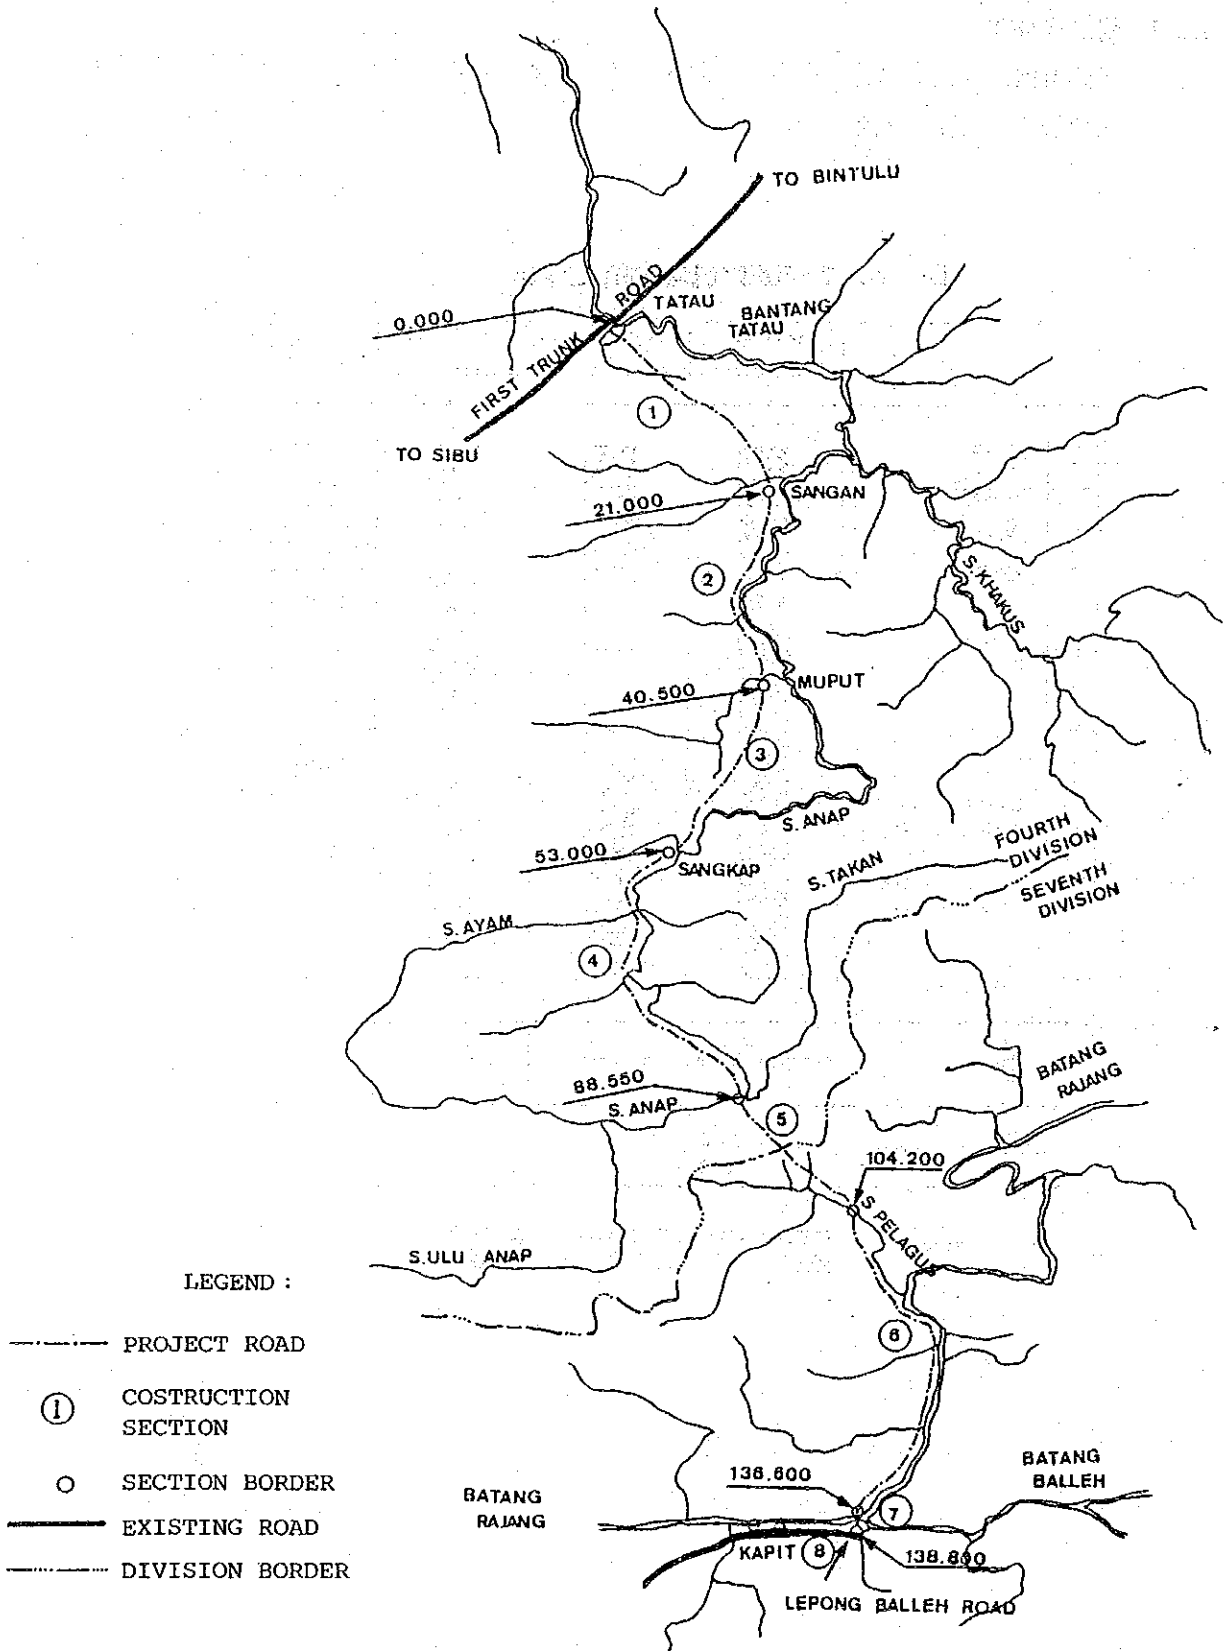 TO BINTULU
FIRST TRUNK ROAD
TATAU
BANTANG
TATAU
0.000
1
TO SIBU
SANGAN
21.000
2
S. KHAKUS
MUPUT
40.500
3
S. ANAP
FOURTH
DIVISION
53.000
SANGKAP
S. TAKAN
SEVENTH
DIVISION
S. AYAM
4
BATANG
RAJANG
88.550
S. ANAP
5
104.200
S. PELAGUS
S. ULU ANAP
LEGEND :
PROJECT ROAD
6
1
COSTRUCTION
SECTION
SECTION BORDER
136.600
BATANG
BALLEH
BATANG
RAJANG
7
EXISTING ROAD
KAPIT
8
138.800
DIVISION BORDER
LEPONG BALLEH ROAD